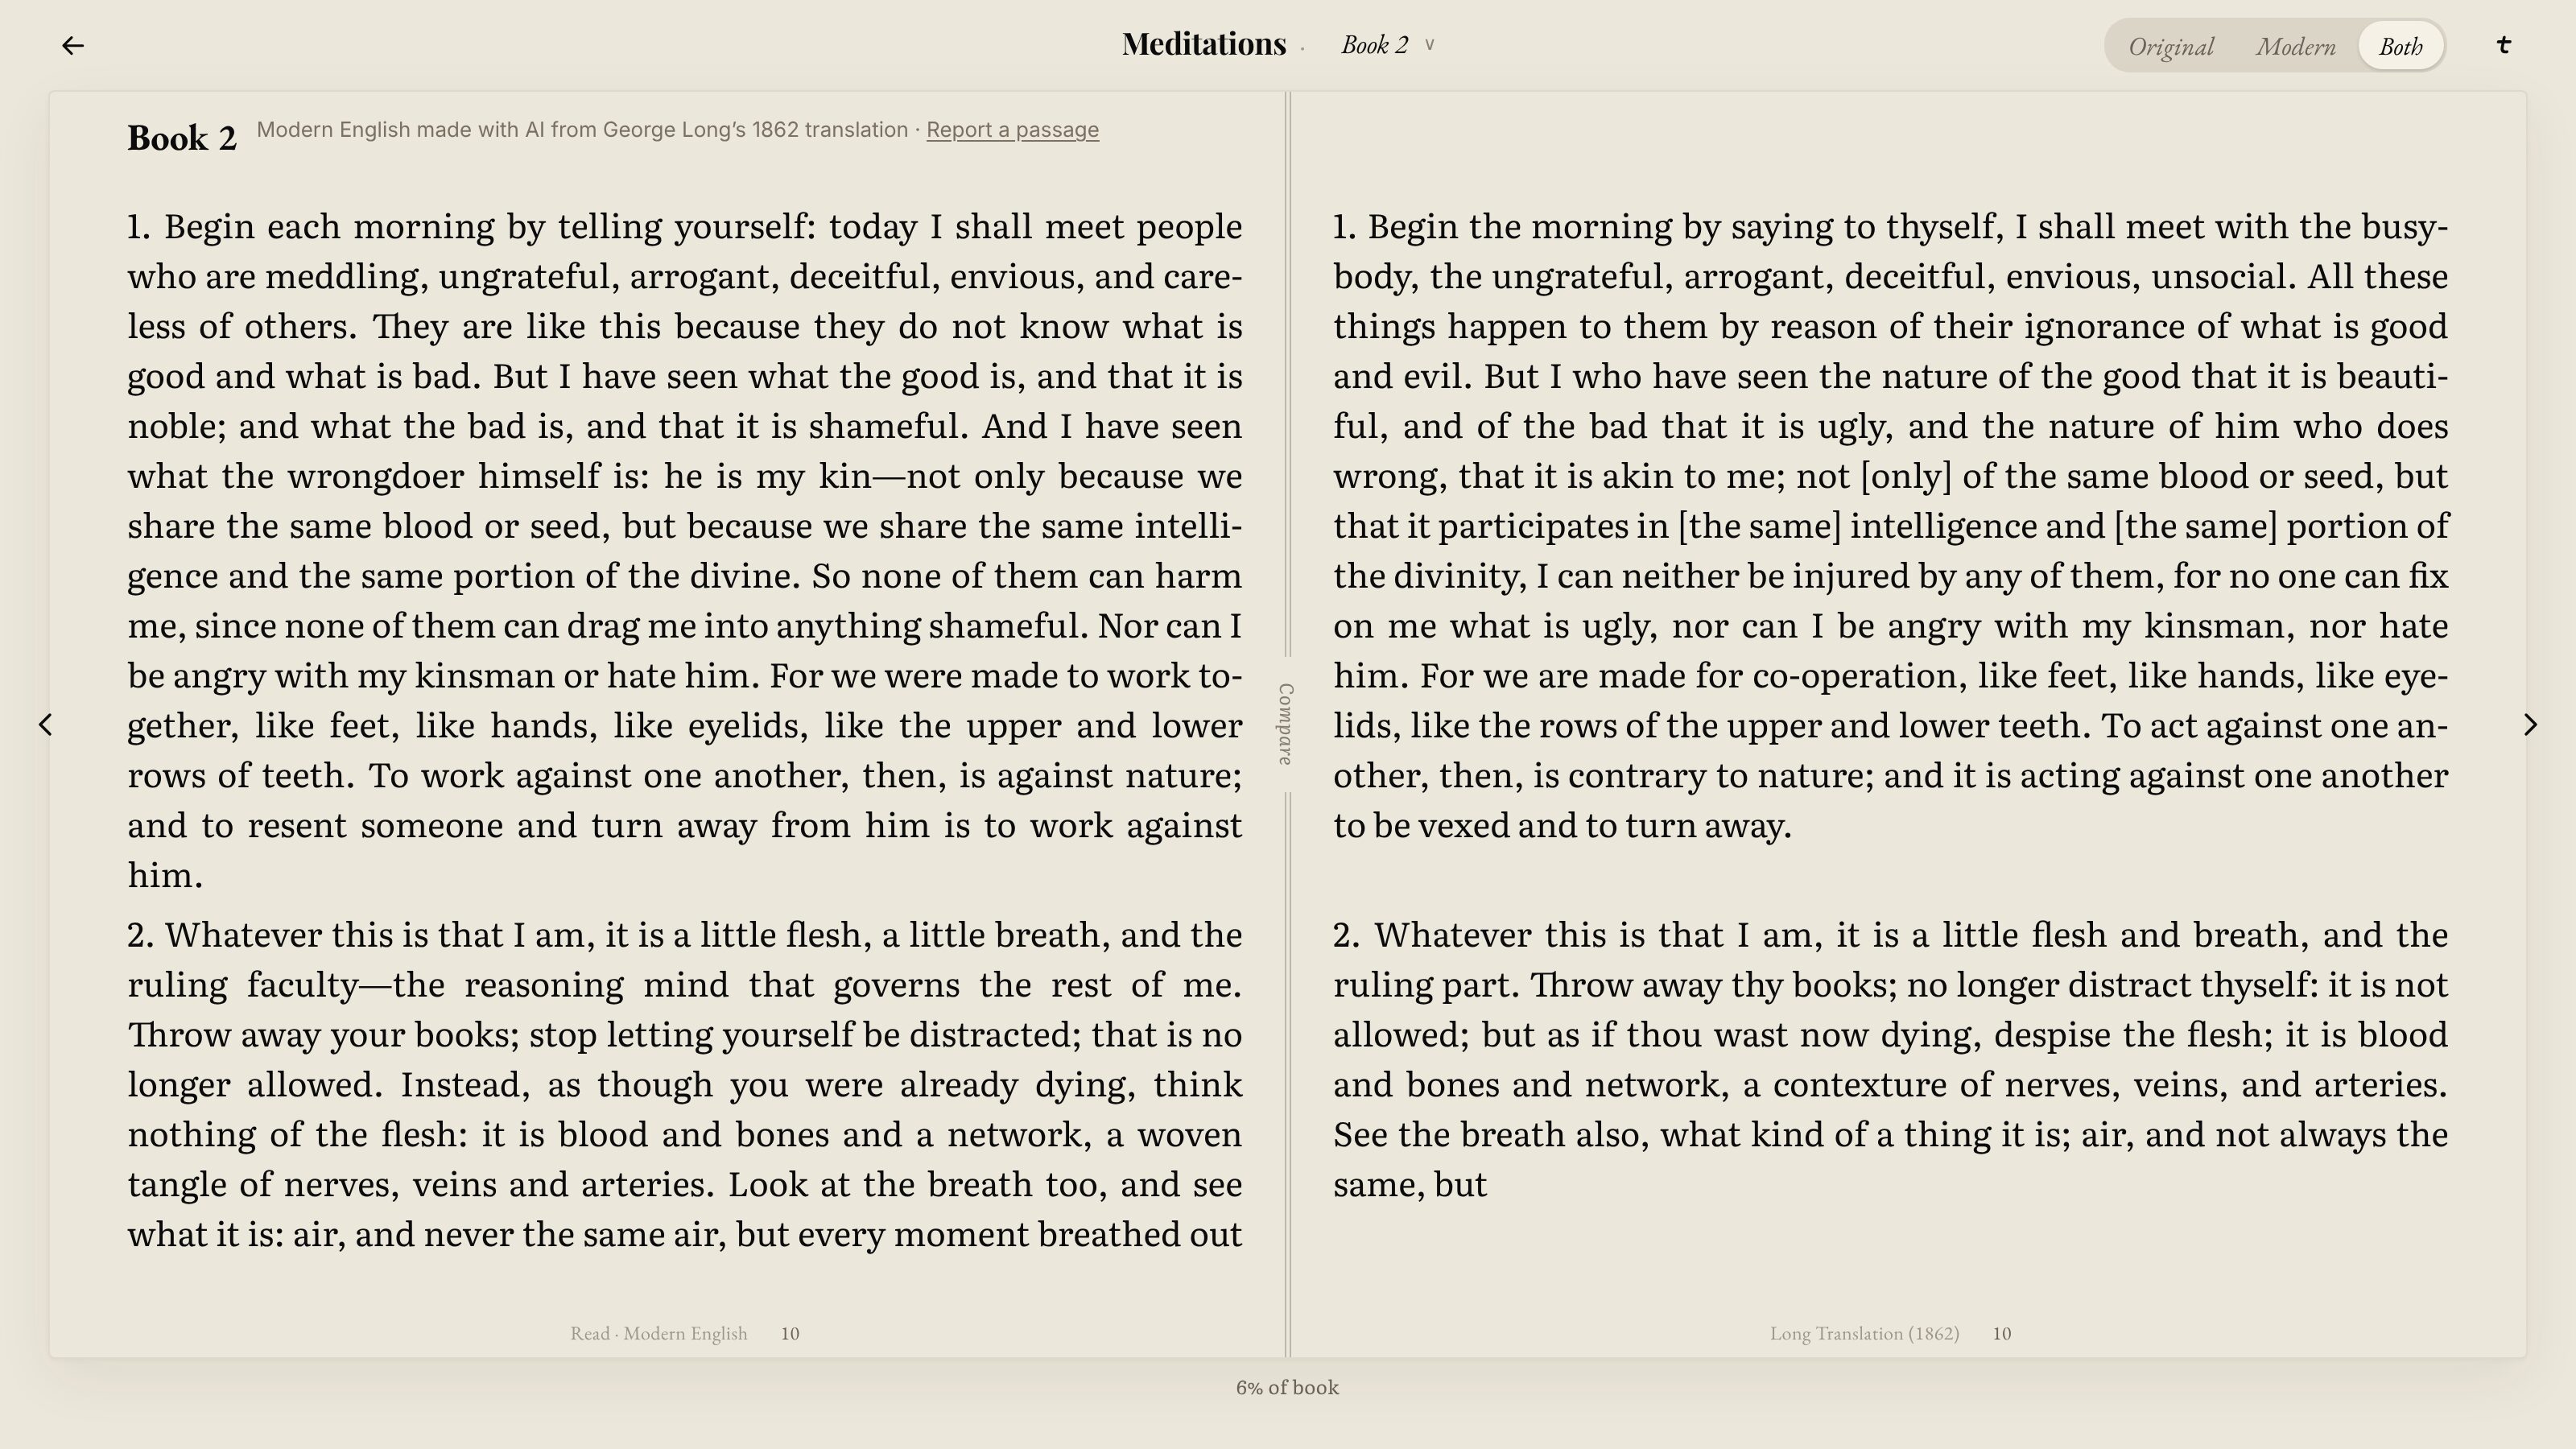 ←
Meditations · Book 2 ∨
Original Modern Both t
Book 2 Modern English made with AI from George Long’s 1862 translation · Report a passage
1. Begin each morning by telling yourself: today I shall meet people
who are meddling, ungrateful, arrogant, deceitful, envious, and care-
less of others. They are like this because they do not know what is
good and what is bad. But I have seen what the good is, and that it is
noble; and what the bad is, and that it is shameful. And I have seen
what the wrongdoer himself is: he is my kin—not only because we
share the same blood or seed, but because we share the same intelli-
gence and the same portion of the divine. So none of them can harm
me, since none of them can drag me into anything shameful. Nor can I
be angry with my kinsman or hate him. For we were made to work to-
gether, like feet, like hands, like eyelids, like the upper and lower
rows of teeth. To work against one another, then, is against nature;
and to resent someone and turn away from him is to work against
him.
2. Whatever this is that I am, it is a little flesh, a little breath, and the
ruling faculty—the reasoning mind that governs the rest of me.
Throw away your books; stop letting yourself be distracted; that is no
longer allowed. Instead, as though you were already dying, think
nothing of the flesh: it is blood and bones and a network, a woven
tangle of nerves, veins and arteries. Look at the breath too, and see
what it is: air, and never the same air, but every moment breathed out
Read · Modern English 10
Compare
1. Begin the morning by saying to thyself, I shall meet with the busy-
body, the ungrateful, arrogant, deceitful, envious, unsocial. All these
things happen to them by reason of their ignorance of what is good
and evil. But I who have seen the nature of the good that it is beauti-
ful, and of the bad that it is ugly, and the nature of him who does
wrong, that it is akin to me; not [only] of the same blood or seed, but
that it participates in [the same] intelligence and [the same] portion of
the divinity, I can neither be injured by any of them, for no one can fix
on me what is ugly, nor can I be angry with my kinsman, nor hate
him. For we are made for co-operation, like feet, like hands, like eye-
lids, like the rows of the upper and lower teeth. To act against one an-
other, then, is contrary to nature; and it is acting against one another
to be vexed and to turn away.
2. Whatever this is that I am, it is a little flesh and breath, and the
ruling part. Throw away thy books; no longer distract thyself: it is not
allowed; but as if thou wast now dying, despise the flesh; it is blood
and bones and network, a contexture of nerves, veins, and arteries.
See the breath also, what kind of a thing it is; air, and not always the
same, but
Long Translation (1862) 10
6% of book